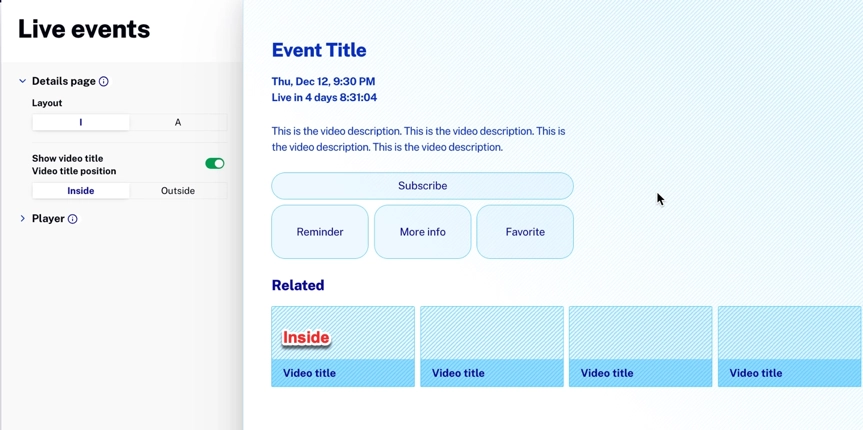 Live events
Details page
Layout
I
A
Show video title
Video title position
Inside
Outside
Player
Event Title
Thu, Dec 12, 9:30 PM
Live in 4 days 8:31:04
This is the video description. This is the video description. This is
the video description. This is the video description.
Subscribe
Reminder
More info
Favorite
Related
Inside
Video title
Video title
Video title
Video title